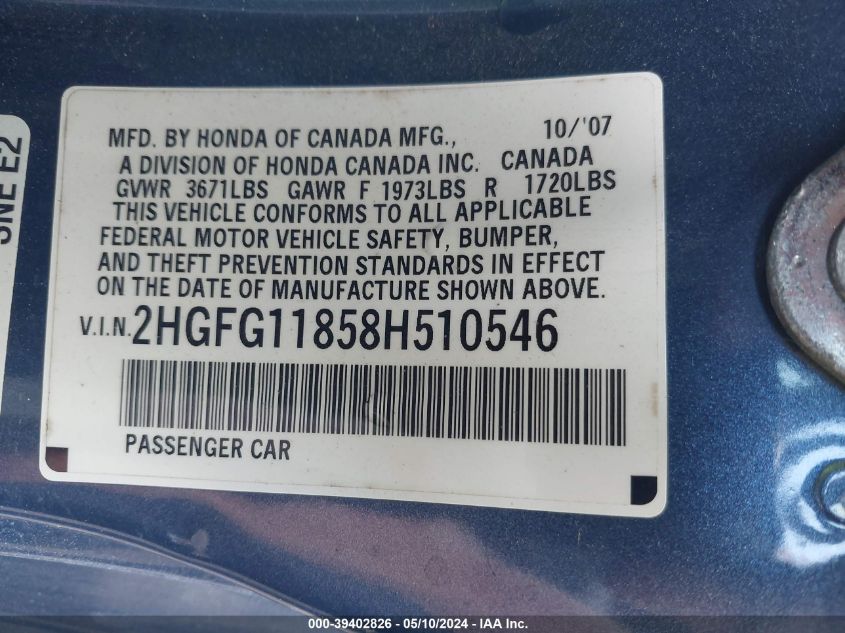 MFD. BY HONDA OF CANADA MFG., 10/'07
A DIVISION OF HONDA CANADA INC. CANADA
GVWR 3671LBS GAWR F 1973LBS R 1720LBS
THIS VEHICLE CONFORMS TO ALL APPLICABLE
FEDERAL MOTOR VEHICLE SAFETY, BUMPER,
AND THEFT PREVENTION STANDARDS IN EFFECT
ON THE DATE OF MANUFACTURE SHOWN ABOVE.
V.I.N. 2HGFG11858H510546
PASSENGER CAR
SNE E2
000-39402826 - 05/10/2024 - IAA Inc.